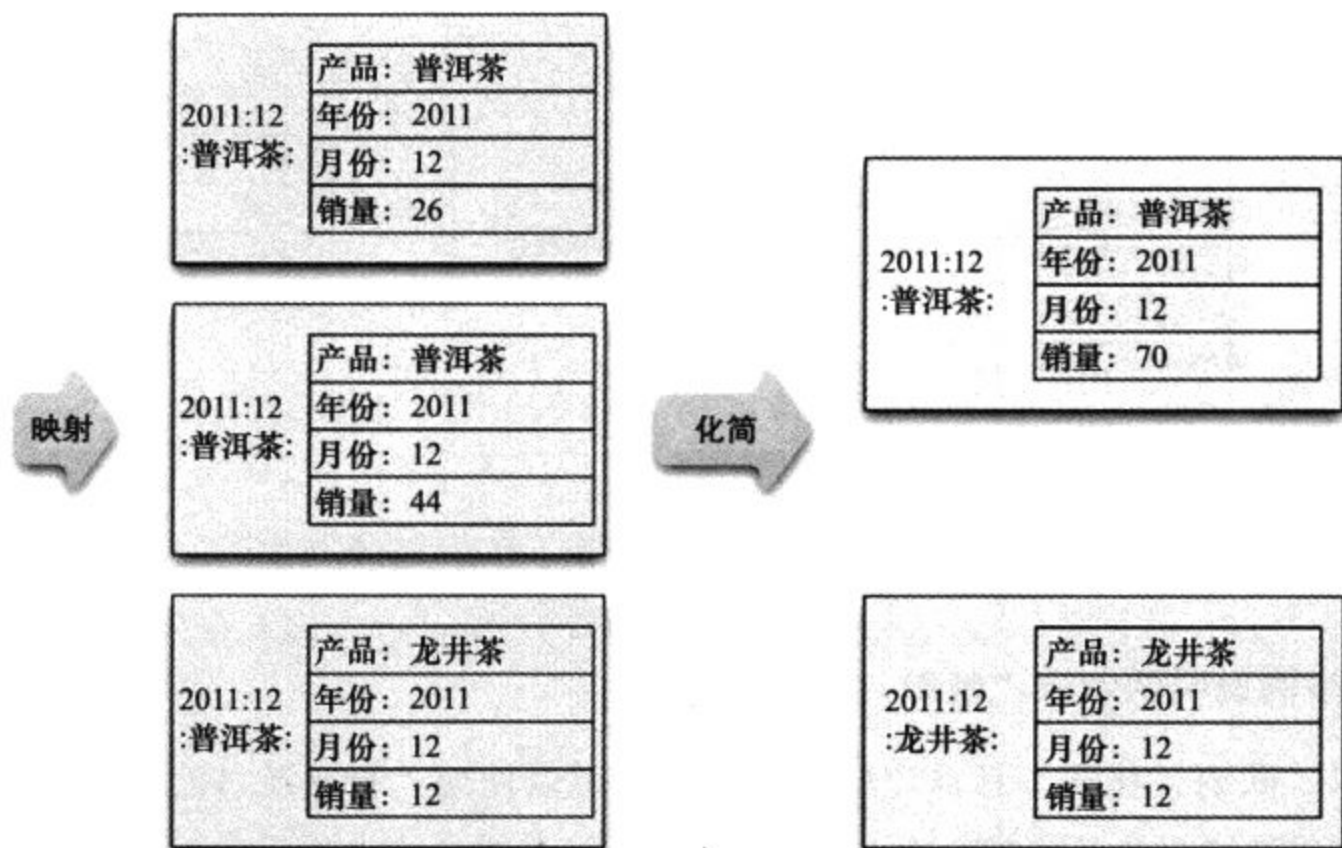 映射
2011:12
:普洱茶:
产品：普洱茶
年份：2011
月份：12
销量：26
2011:12
:普洱茶:
产品：普洱茶
年份：2011
月份：12
销量：44
2011:12
:普洱茶:
产品：龙井茶
年份：2011
月份：12
销量：12
化简
2011:12
:普洱茶:
产品：普洱茶
年份：2011
月份：12
销量：70
2011:12
:龙井茶:
产品：龙井茶
年份：2011
月份：12
销量：12